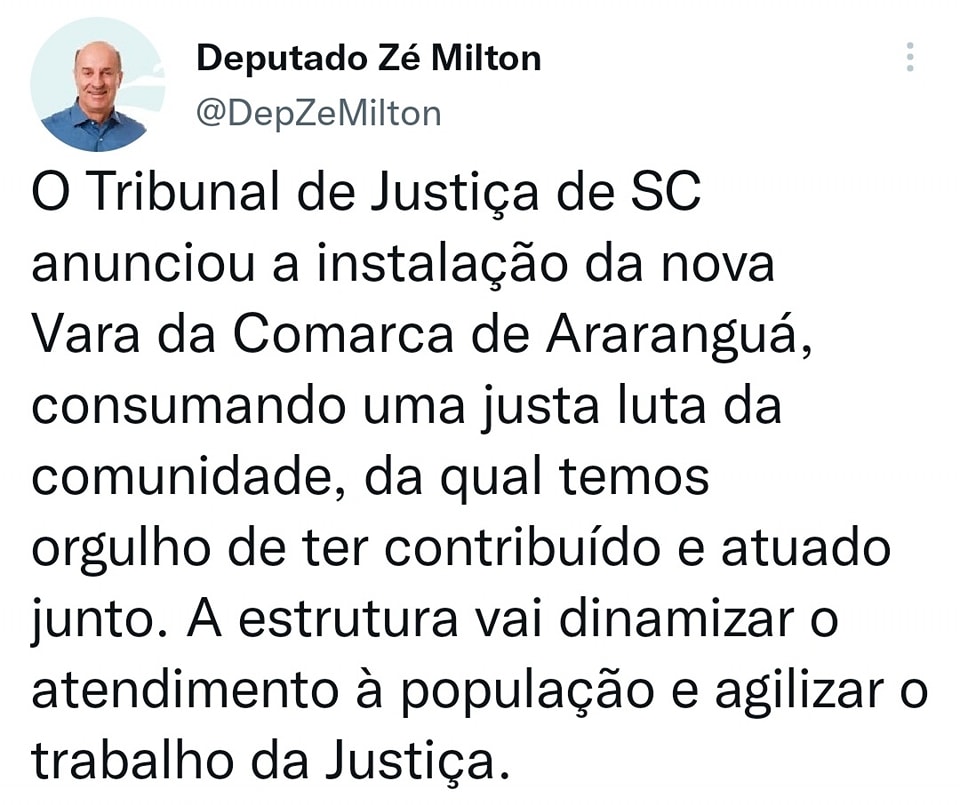 Deputado Zé Milton
@DepZeMilton
O Tribunal de Justiça de SC
anunciou a instalação da nova
Vara da Comarca de Araranguá,
consumando uma justa luta da
comunidade, da qual temos
orgulho de ter contribuído e atuado
junto. A estrutura vai dinamizar o
atendimento à população e agilizar o
trabalho da Justiça.